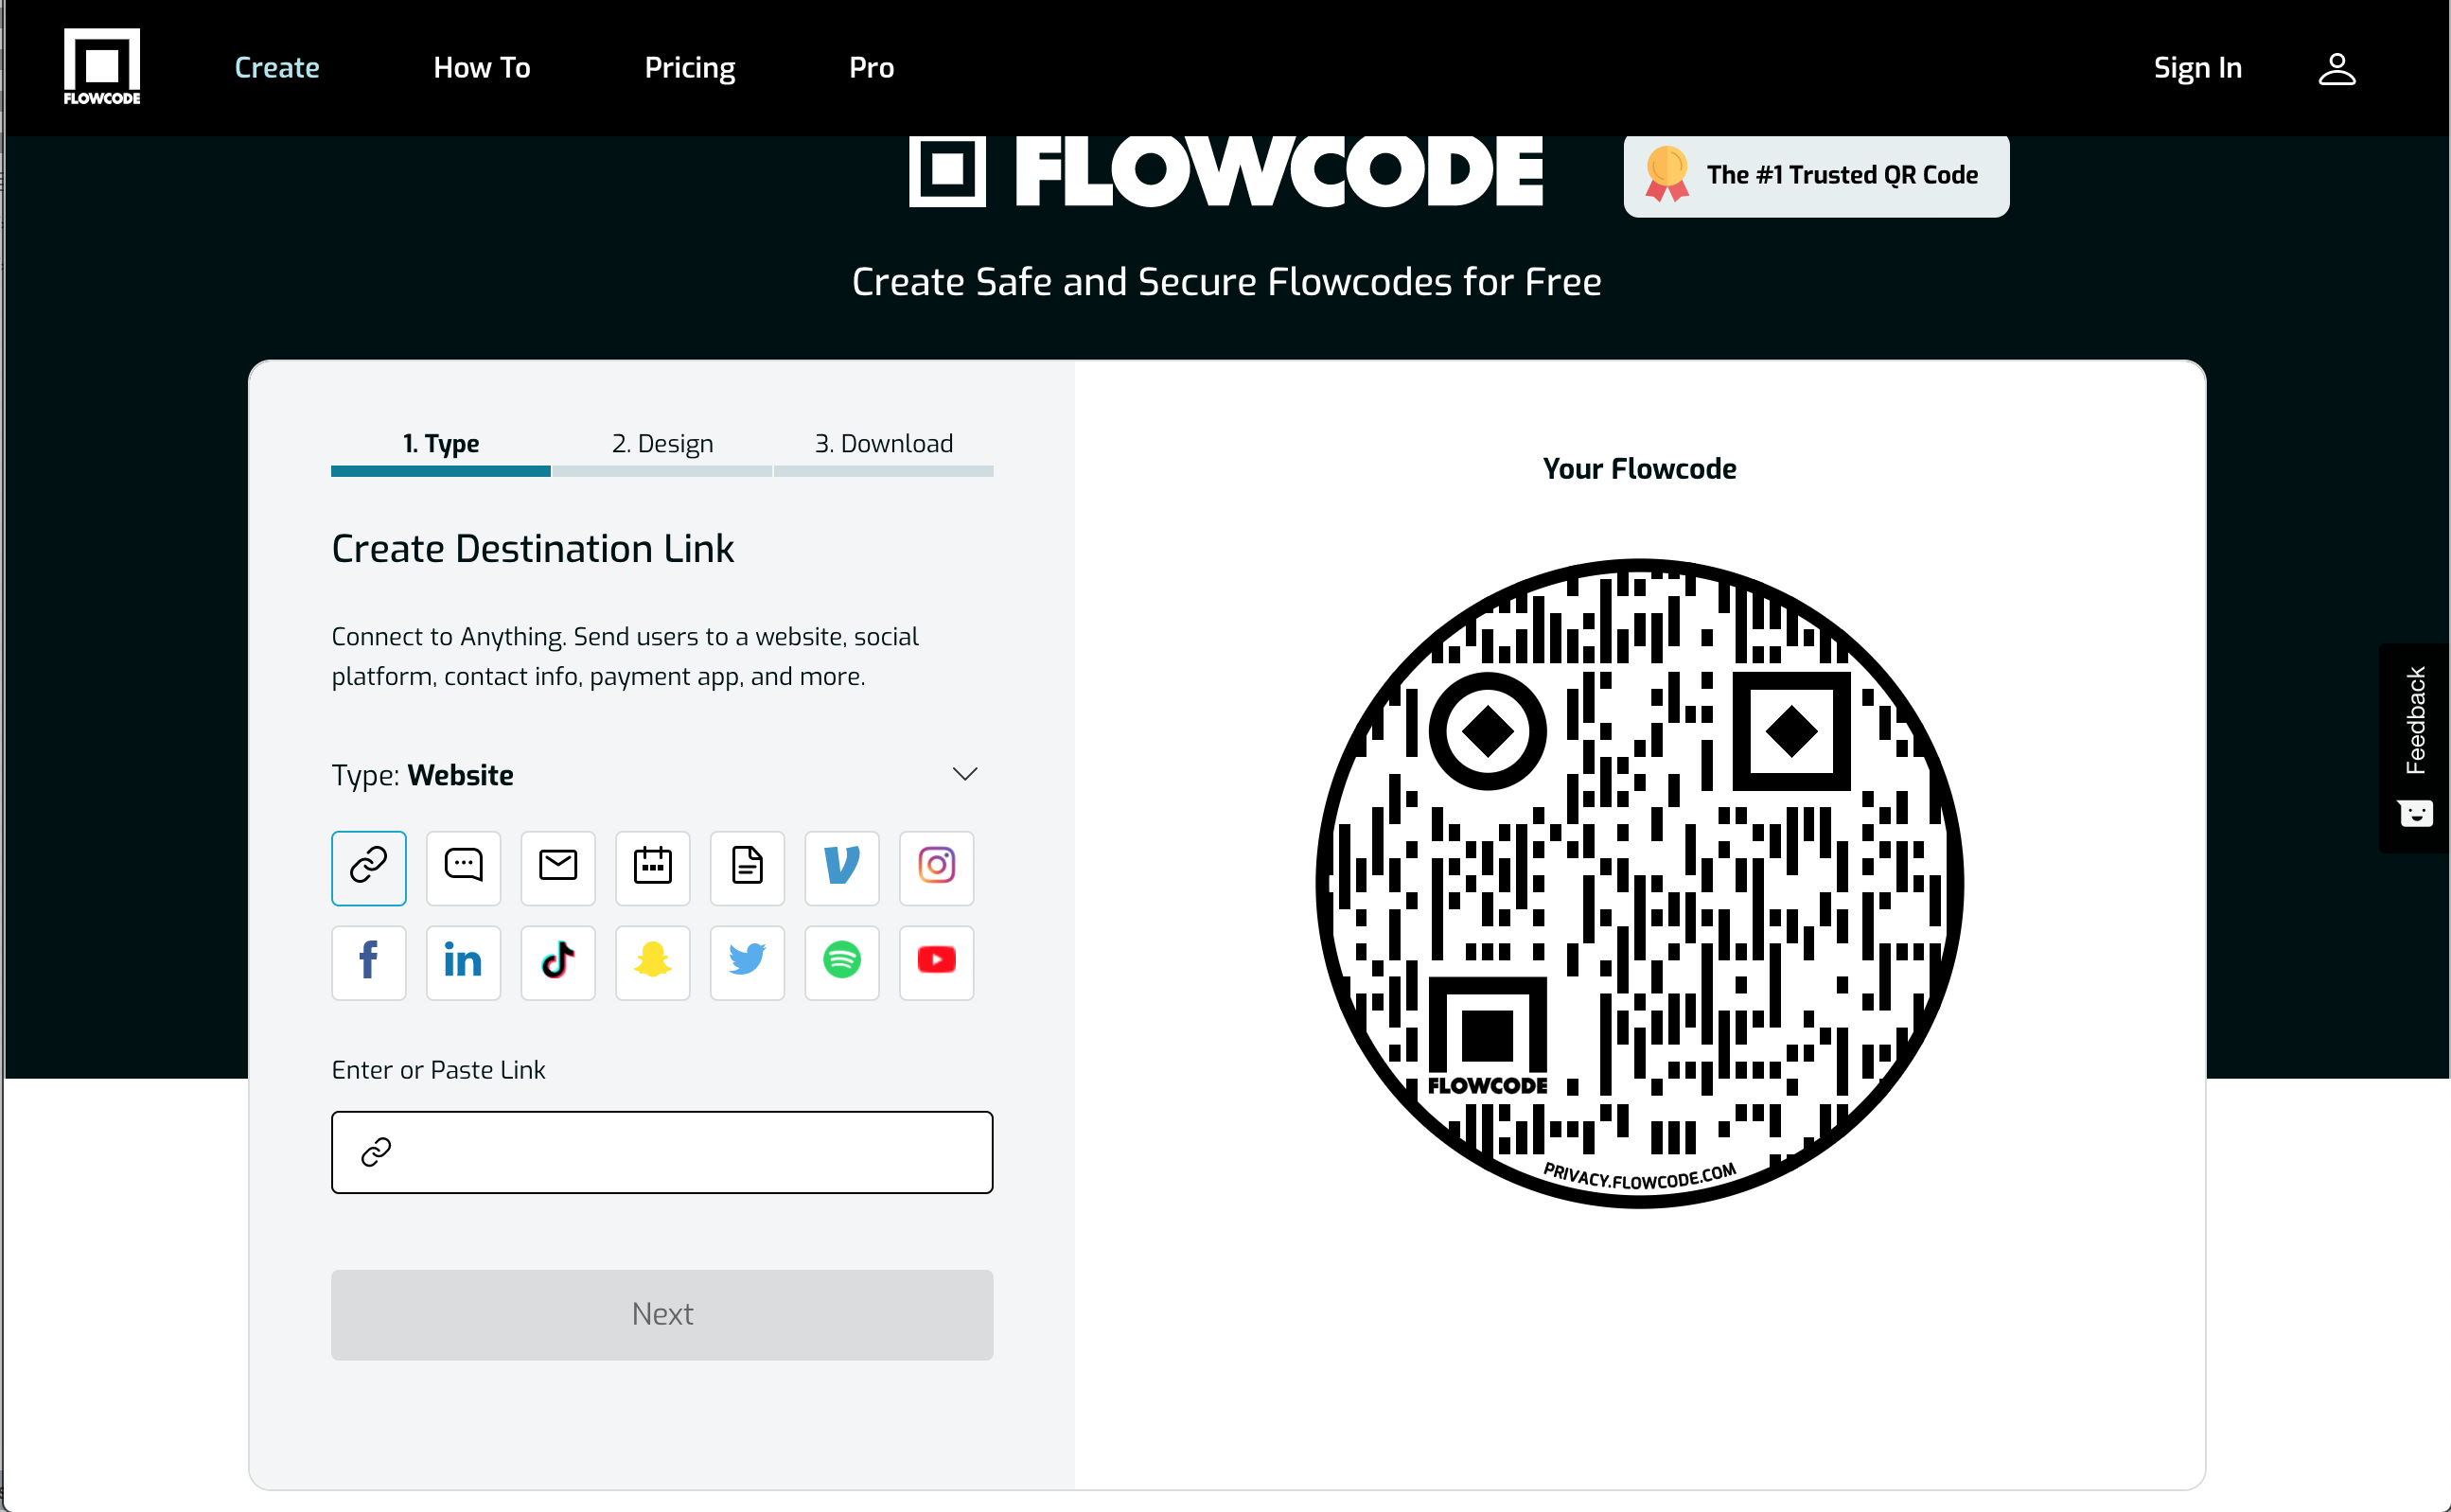 FLOWCODE
Create
How To
Pricing
Pro
Sign In
FLOWCODE
The #1 Trusted QR Code
Create Safe and Secure Flowcodes for Free
1. Type
2. Design
3. Download
Create Destination Link
Connect to Anything. Send users to a website, social
platform, contact info, payment app, and more.
Type: Website
Enter or Paste Link
Next
Your Flowcode
FLOWCODE
PRIVACY.FLOWCODE.COM
Feedback